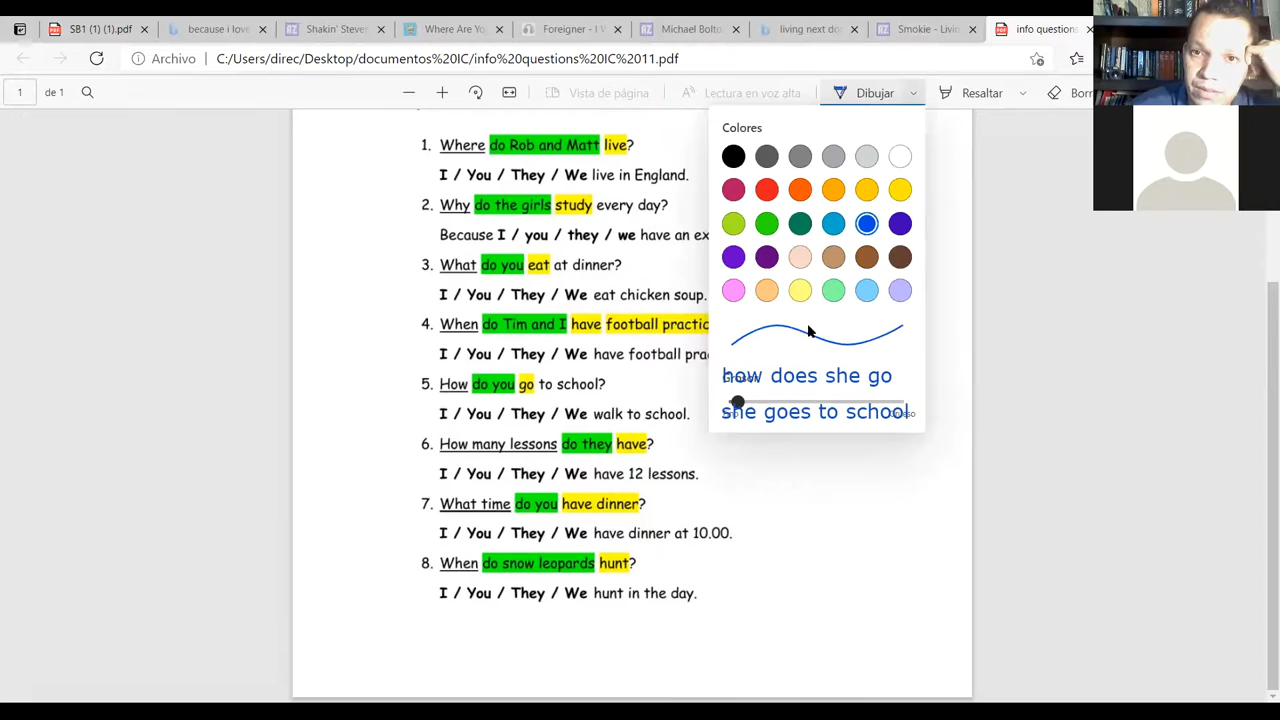 SB1 (1) (1).pdf
because i love
Shakin' Stevens
Where Are Yo
Foreigner - I W
Michael Bolto
living next doo
Smokie - Livin
info questions
Archivo
C:/Users/direc/Desktop/documentos%20IC/info%20questions%20IC%2011.pdf
1
de 1
Vista de página
Lectura en voz alta
Dibujar
Resaltar
Borr
Colores
1. Where do Rob and Matt live?
I / You / They / We live in England.
2. Why do the girls study every day?
Because I / you / they / we have an ex
3. What do you eat at dinner?
I / You / They / We eat chicken soup.
4. When do Tim and I have football practic
I / You / They / We have football prac
5. How do you go to school?
I / You / They / We walk to school.
6. How many lessons do they have?
I / You / They / We have 12 lessons.
7. What time do you have dinner?
I / You / They / We have dinner at 10.00.
8. When do snow leopards hunt?
I / You / They / We hunt in the day.
how does she go
she goes to school